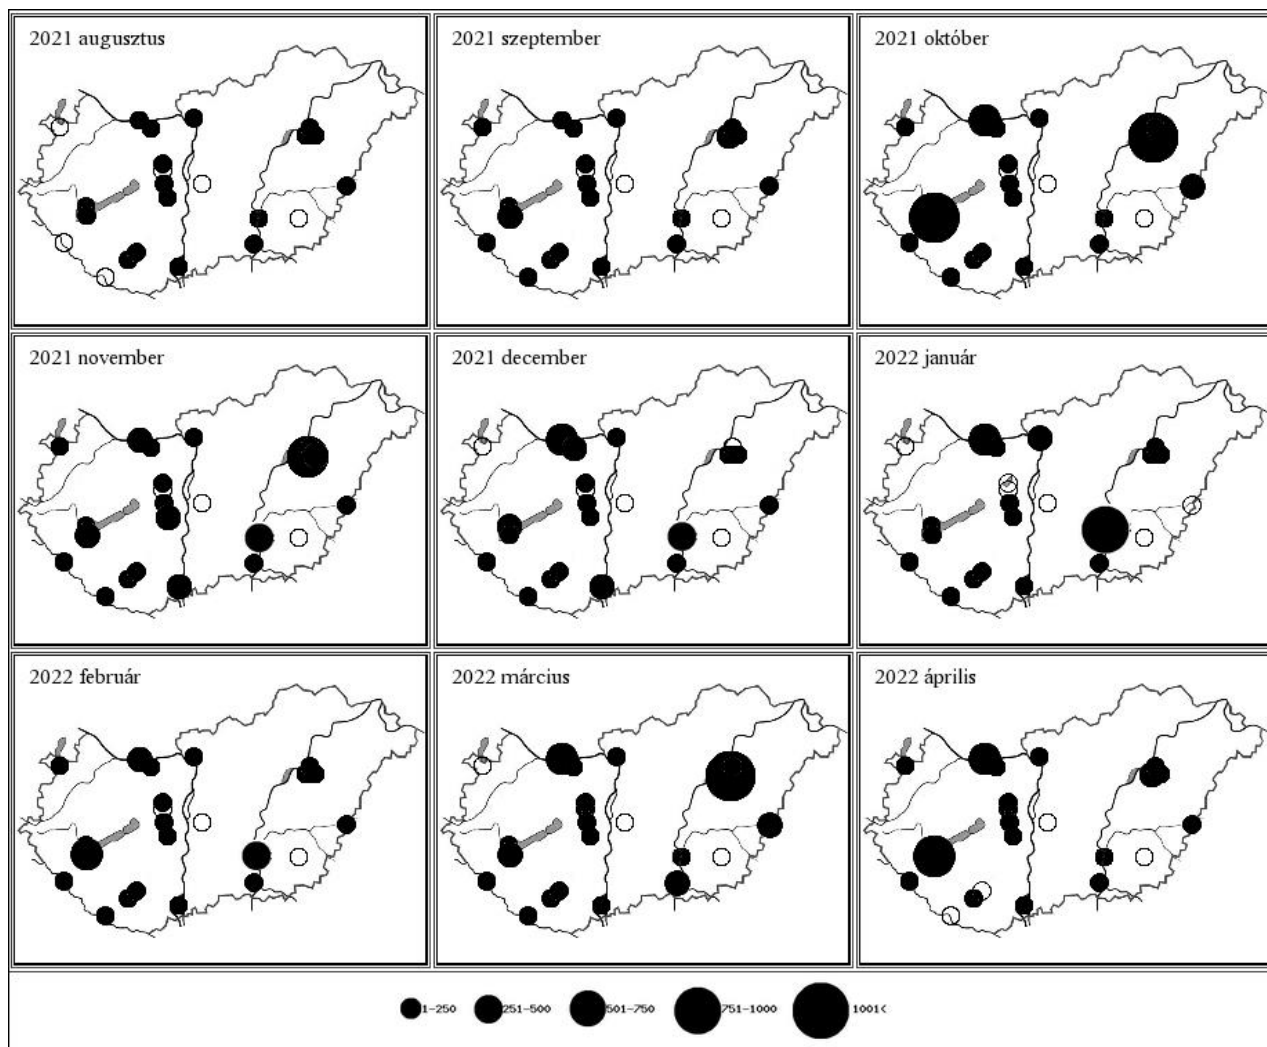 2021 augusztus
2021 szeptember
2021 október
2021 november
2021 december
2022 január
2022 február
2022 március
2022 április
1-250 251-500 501-750 751-1000 1001<